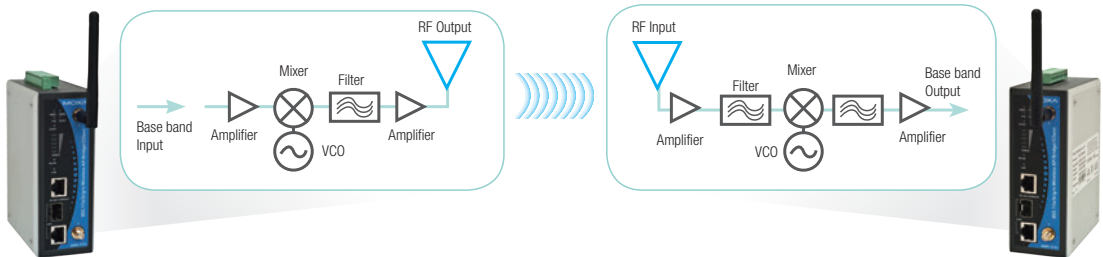 RF Output
Mixer
Filter
Base band
Input
Amplifier
Amplifier
VCO
RF Input
Mixer
Filter
Base band
Output
Amplifier
Amplifier
VCO
MOXA